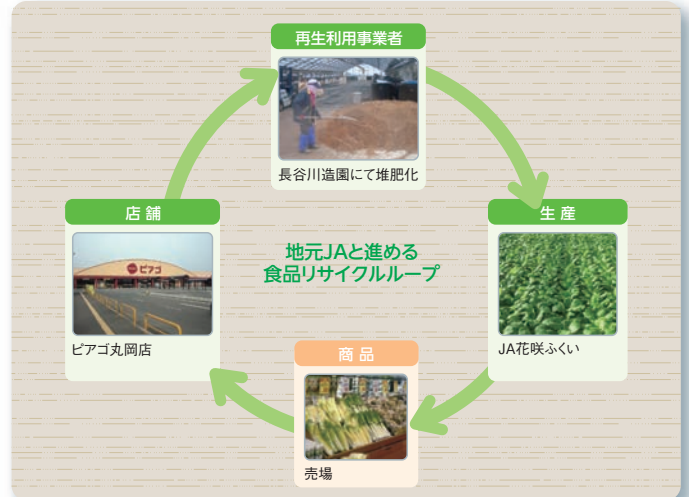 再生利用事業者
長谷川造園にて堆肥化
店舗
ピアゴ
ピアゴ丸岡店
地元JAと進める
食品リサイクルループ
生産
JA花咲ふくい
商品
売場